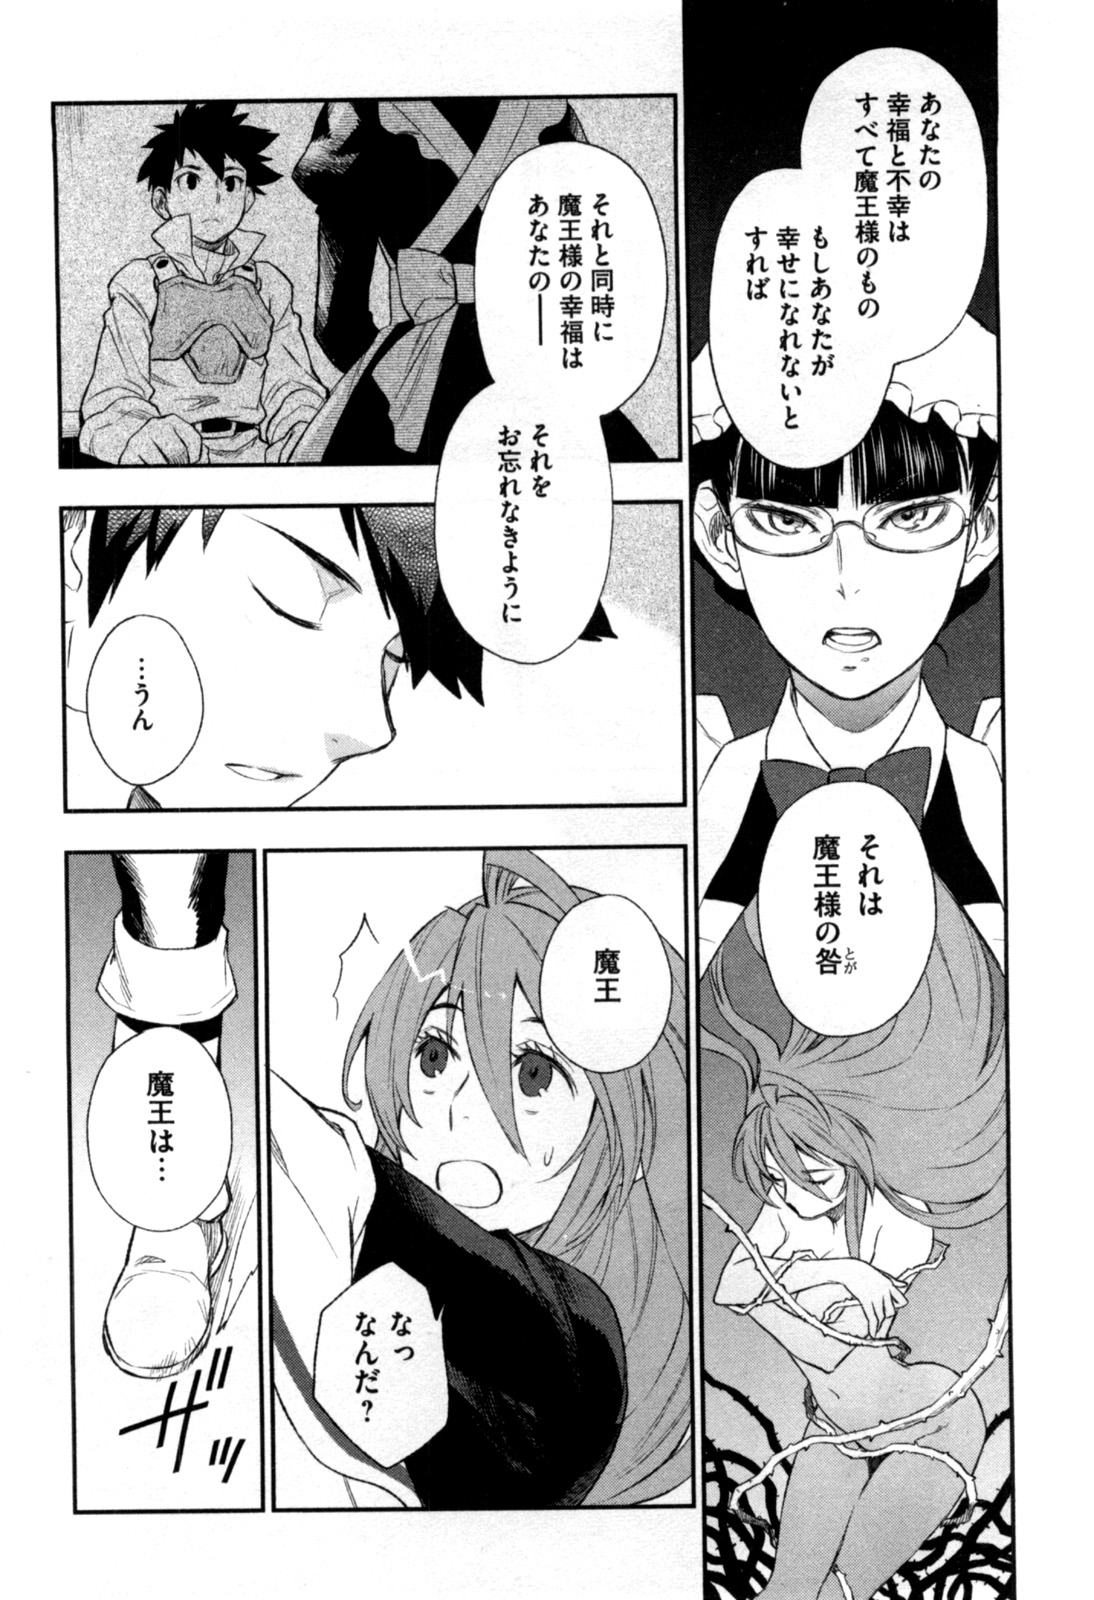 あなたの
幸福と不幸は
すべて魔王様のもの
もしあなたが
幸せになれないと
すれば
それは
魔王様の咎
とが
それと同時に
魔王様の幸福は
あなたの──
それを
お忘れなきように
…うん
魔王
なっ
なんだ?
魔王は…
ザッ